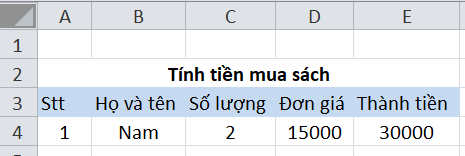 A B C D E
1
2 Tính tiền mua sách
3 Stt Họ và tên Số lượng Đơn giá Thành tiền
4 1 Nam 2 15000 30000